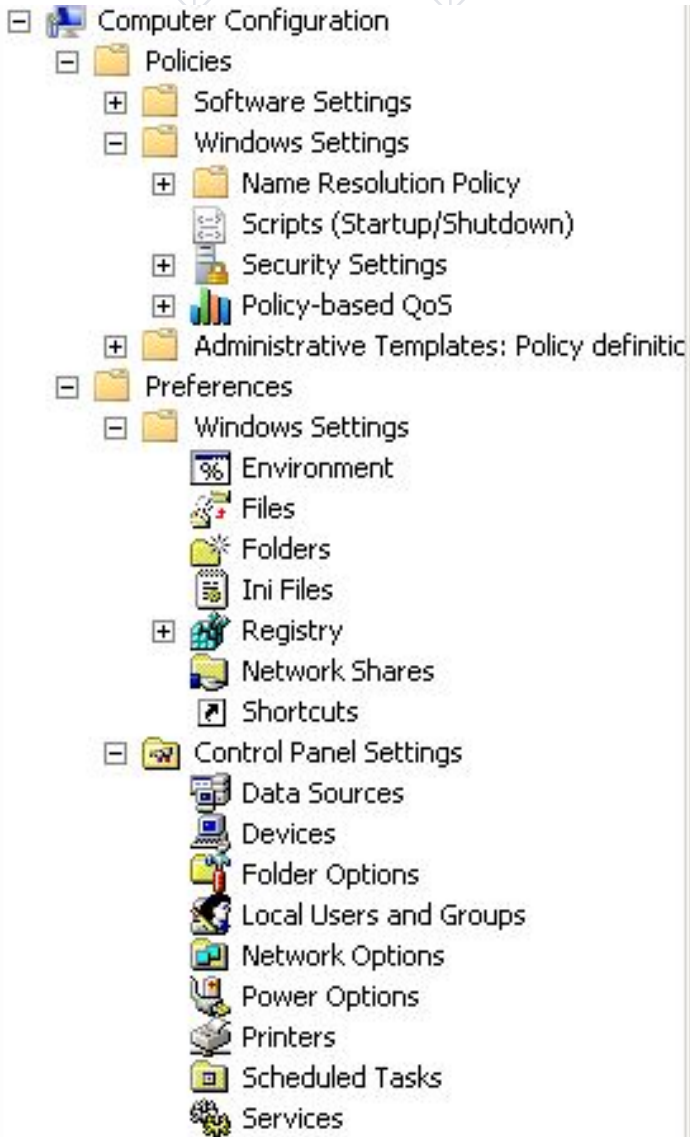 Computer Configuration
Policies
Software Settings
Windows Settings
Name Resolution Policy
Scripts (Startup/Shutdown)
Security Settings
Policy-based QoS
Administrative Templates: Policy definitic
Preferences
Windows Settings
Environment
Files
Folders
Ini Files
Registry
Network Shares
Shortcuts
Control Panel Settings
Data Sources
Devices
Folder Options
Local Users and Groups
Network Options
Power Options
Printers
Scheduled Tasks
Services